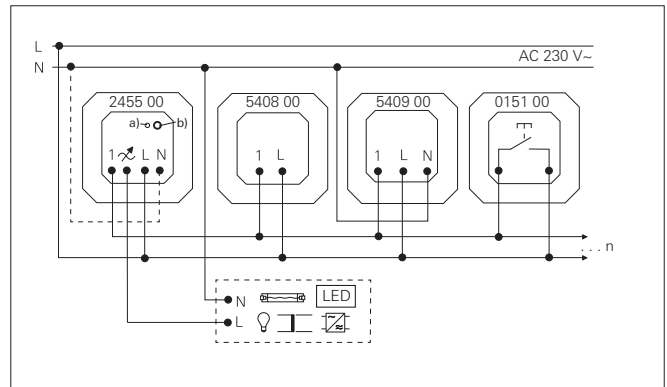 L
N
AC 230 V~
2455 00
5408 00
5409 00
0151 00
a)
b)
1 L N
1 L
1 L N
. . . n
N
LED
L